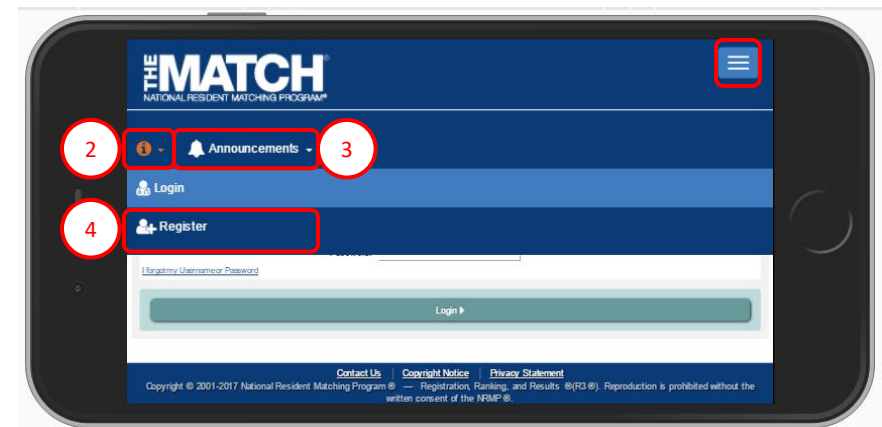 THE MATCH®
NATIONAL RESIDENT MATCHING PROGRAM®
2
Announcements
3
Login
4
Register
I forgot my Username or Password
Login
Contact Us | Copyright Notice | Privacy Statement
Copyright © 2001-2017 National Resident Matching Program ® — Registration, Ranking, and Results ®(R3 ®). Reproduction is prohibited without the
written consent of the NRMP ®.